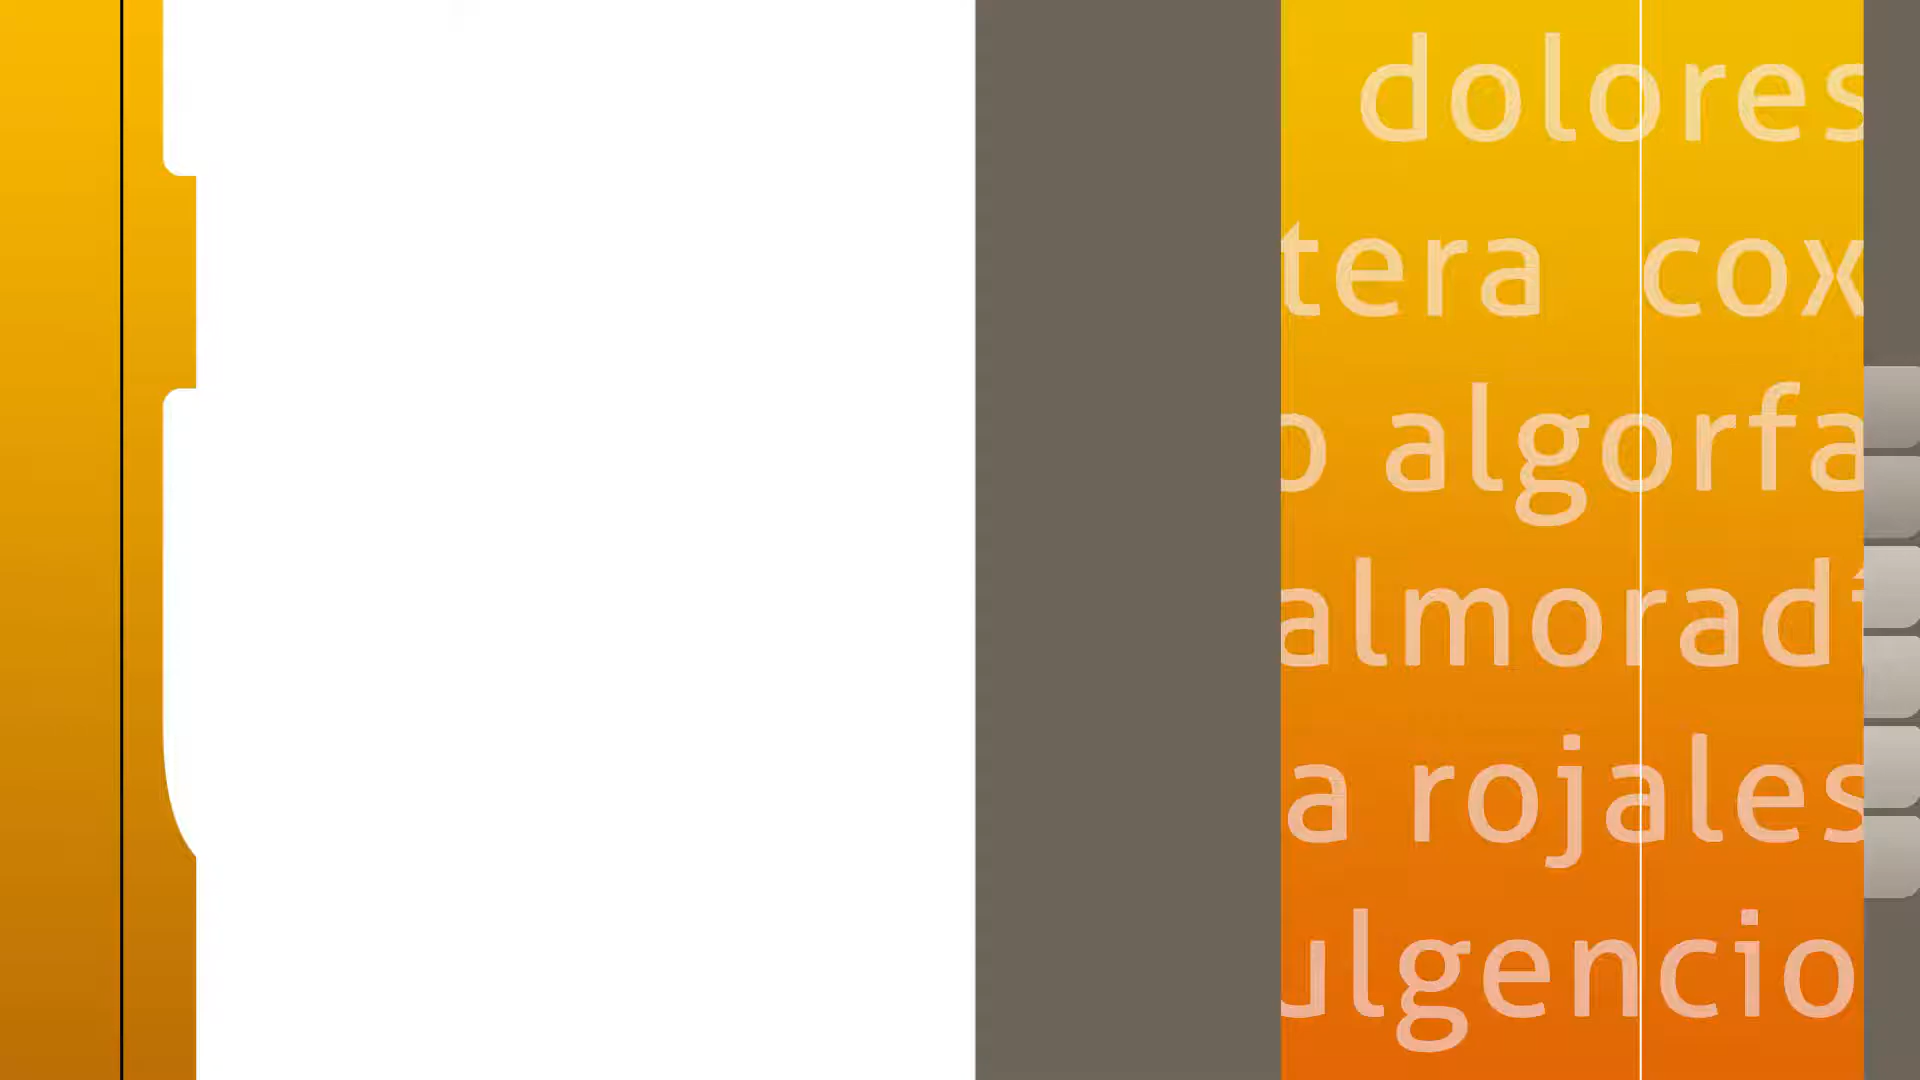 dolores
tera cox
o algorfa
almoradí
a rojales
ulgencio